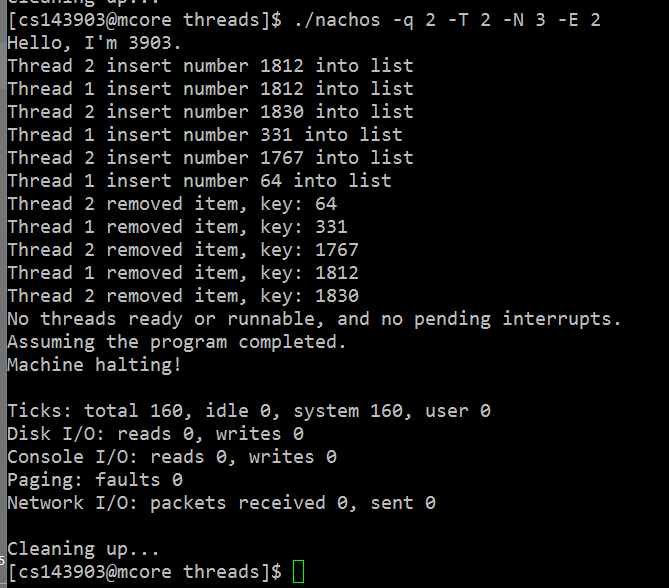 Cleaning up...
[cs143903@mcore threads]$ ./nachos -q 2 -T 2 -N 3 -E 2
Hello, I'm 3903.
Thread 2 insert number 1812 into list
Thread 1 insert number 1812 into list
Thread 2 insert number 1830 into list
Thread 1 insert number 331 into list
Thread 2 insert number 1767 into list
Thread 1 insert number 64 into list
Thread 2 removed item, key: 64
Thread 1 removed item, key: 331
Thread 2 removed item, key: 1767
Thread 1 removed item, key: 1812
Thread 2 removed item, key: 1830
No threads ready or runnable, and no pending interrupts.
Assuming the program completed.
Machine halting!
Ticks: total 160, idle 0, system 160, user 0
Disk I/O: reads 0, writes 0
Console I/O: reads 0, writes 0
Paging: faults 0
Network I/O: packets received 0, sent 0
Cleaning up...
[cs143903@mcore threads]$